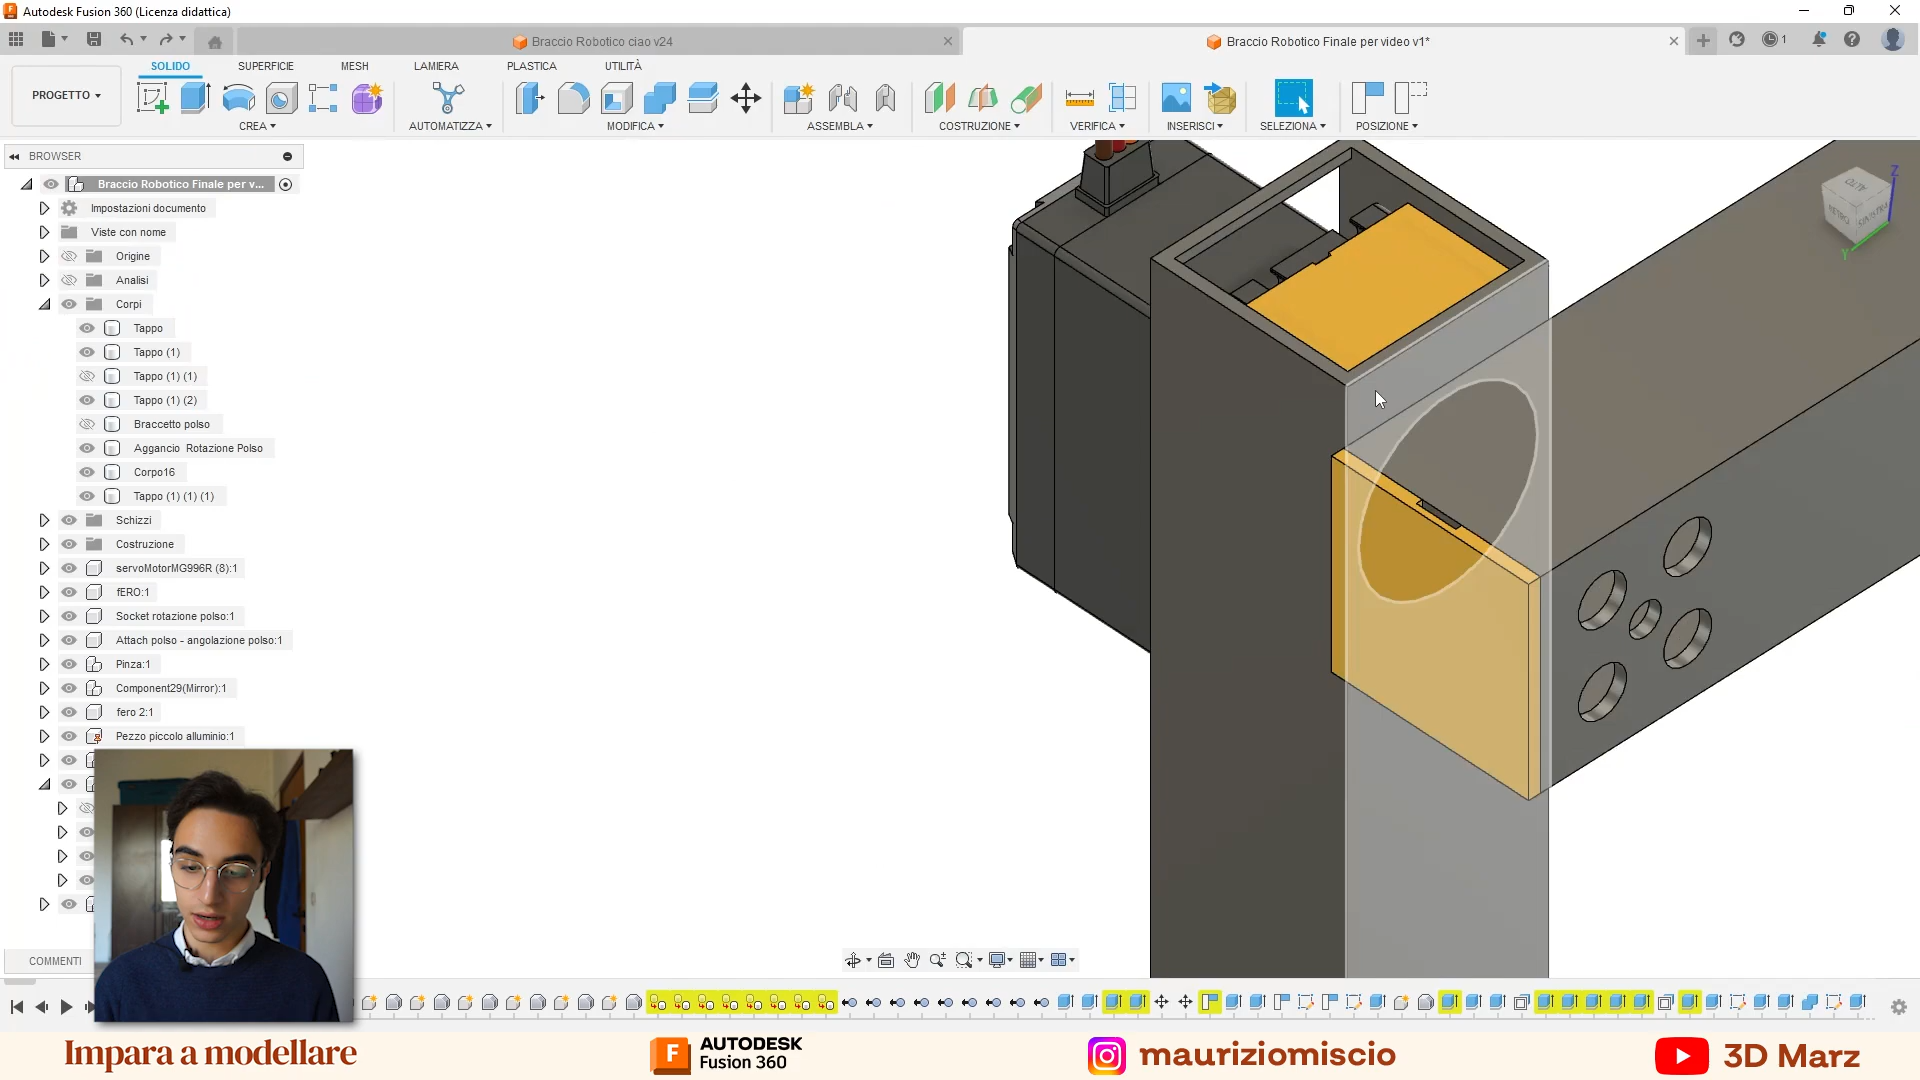 Autodesk Fusion 360 (Licenza didattica)
Braccio Robotico ciao v24
Braccio Robotico Finale per video v1*
1
PROGETTO
SOLIDO
SUPERFICIE
MESH
LAMIERA
PLASTICA
UTILITÀ
CREA
AUTOMATIZZA
MODIFICA
ASSEMBLA
COSTRUZIONE
VERIFICA
INSERISCI
SELEZIONA
POSIZIONE
BROWSER
Braccio Robotico Finale per v...
Impostazioni documento
Viste con nome
Origine
Analisi
Corpi
Tappo
Tappo (1)
Tappo (1) (1)
Tappo (1) (2)
Braccetto polso
Aggancio Rotazione Polso
Corpo16
Tappo (1) (1) (1)
Schizzi
Costruzione
servoMotorMG996R (8):1
fERO:1
Socket rotazione polso:1
Attach polso - angolazione polso:1
Pinza:1
Component29(Mirror):1
fero 2:1
Pezzo piccolo alluminio:1
Z
ALTO
RETRO
Y
COMMENTI
Impara a modellare
F
AUTODESK
Fusion 360
mauriziomiscio
3D Marz